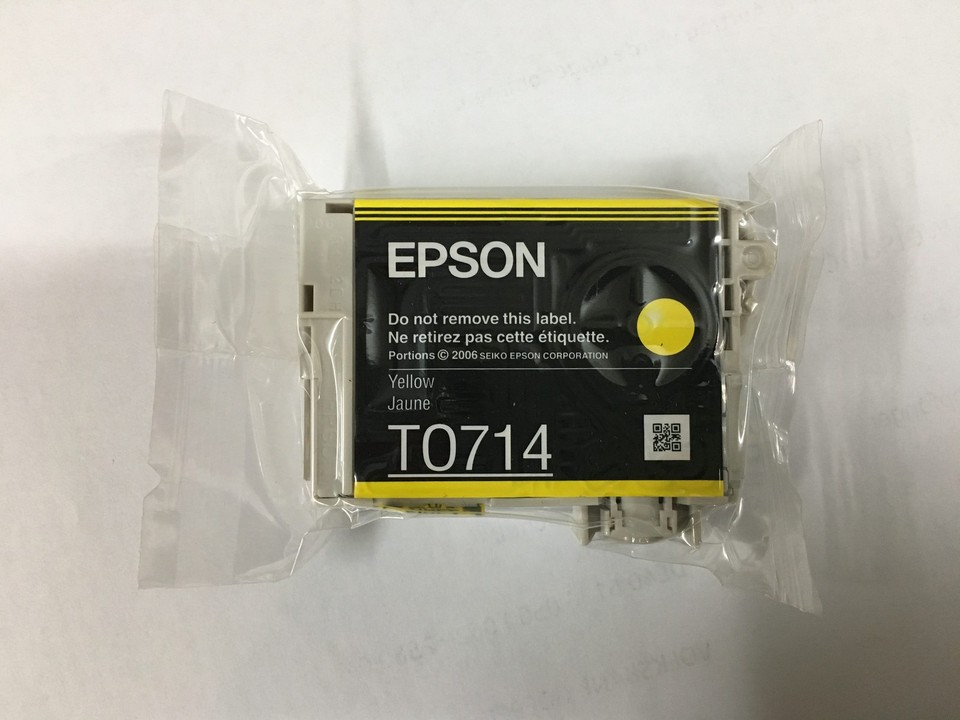 EPSON
Do not remove this label.
Ne retirez pas cette étiquette.
Portions © 2006 SEIKO EPSON CORPORATION
Yellow
Jaune
T0714